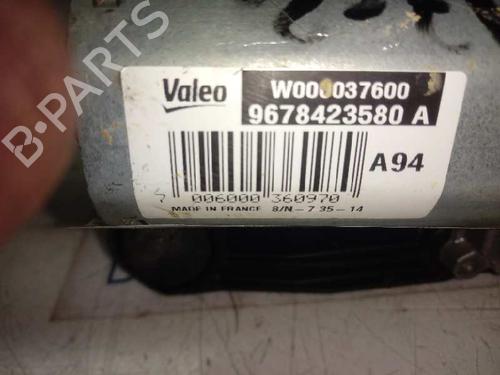 B-PARTS
Valeo
W000037600
9678423580 A
A94
006000 360970
MADE IN FRANCE S/N - 7 35 - 14